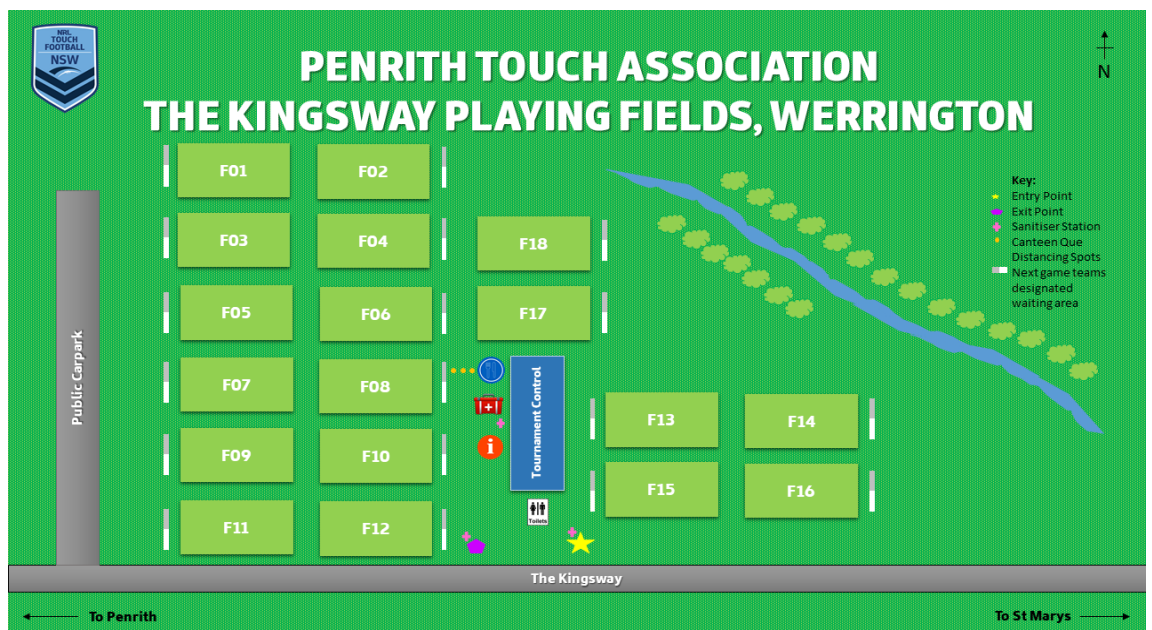 NRL
TOUCH
FOOTBALL
NSW
PENRITH TOUCH ASSOCIATION
THE KINGSWAY PLAYING FIELDS, WERRINGTON
N
Key:
Entry Point
Exit Point
Sanitiser Station
Canteen Que
Distancing Spots
Next game teams
designated
waiting area
F01
F02
F03
F04
F18
F05
F06
F17
Public Carpark
F07
F08
Tournament Control
F13
F14
F09
F10
i
F15
F16
F11
F12
Toilets
The Kingsway
To Penrith
To St Marys